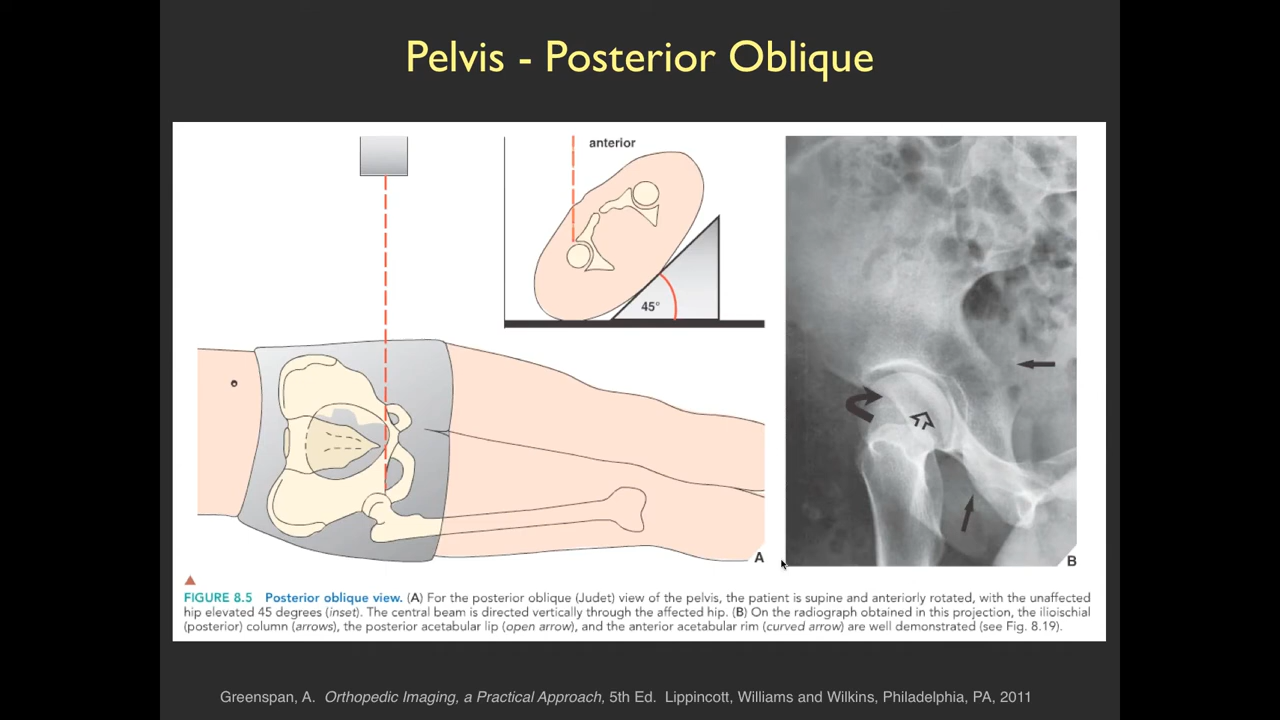 Pelvis - Posterior Oblique
anterior
45°
A
B
FIGURE 8.5 Posterior oblique view. (A) For the posterior oblique (Judet) view of the pelvis, the patient is supine and anteriorly rotated, with the unaffected
hip elevated 45 degrees (inset). The central beam is directed vertically through the affected hip. (B) On the radiograph obtained in this projection, the ilioischial
(posterior) column (arrows), the posterior acetabular lip (open arrow), and the anterior acetabular rim (curved arrow) are well demonstrated (see Fig. 8.19).
Greenspan, A. Orthopedic Imaging, a Practical Approach, 5th Ed. Lippincott, Williams and Wilkins, Philadelphia, PA, 2011